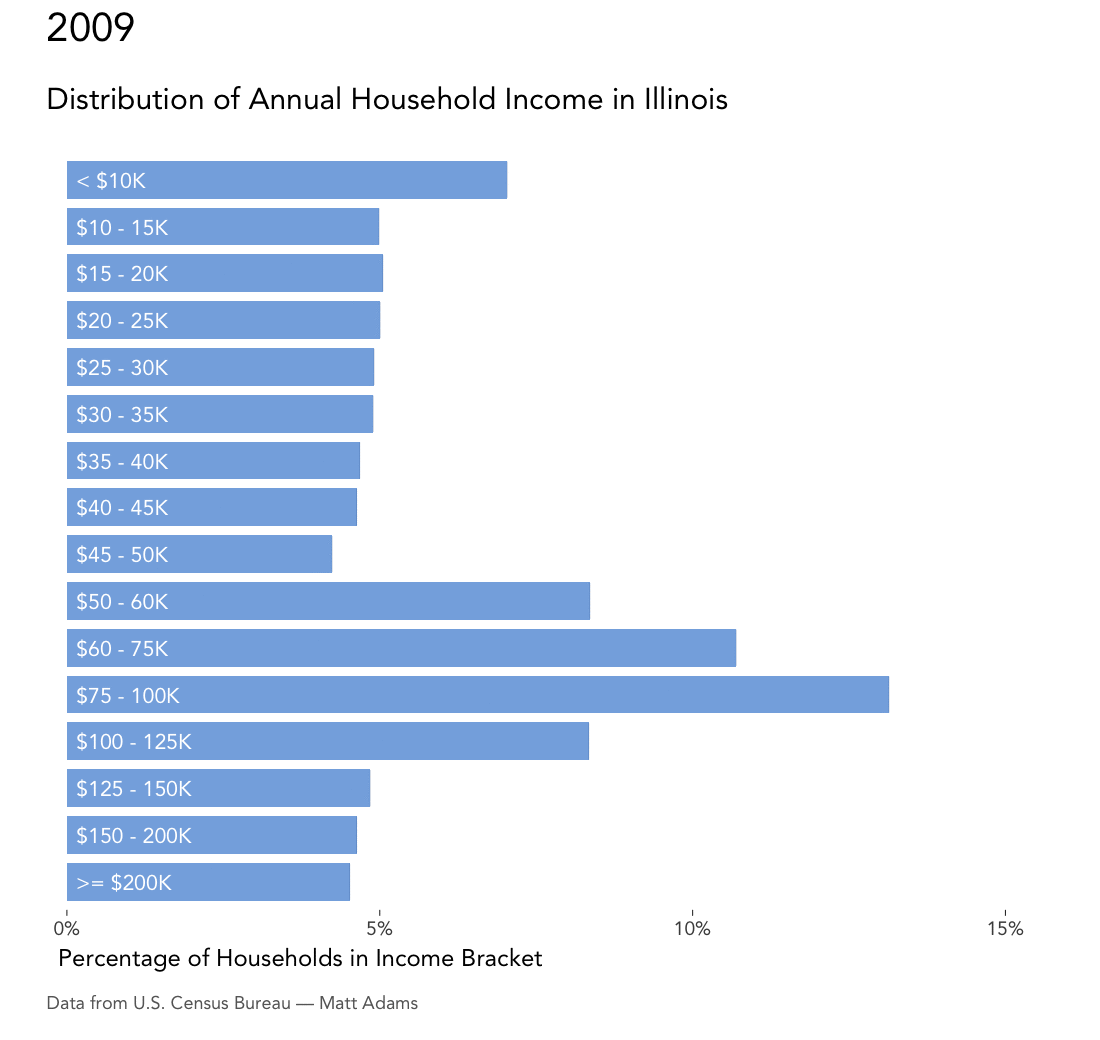 2009
Distribution of Annual Household Income in Illinois
< $10K
$10 - 15K
$15 - 20K
$20 - 25K
$25 - 30K
$30 - 35K
$35 - 40K
$40 - 45K
$45 - 50K
$50 - 60K
$60 - 75K
$75 - 100K
$100 - 125K
$125 - 150K
$150 - 200K
>= $200K
0% 5% 10% 15%
Percentage of Households in Income Bracket
Data from U.S. Census Bureau — Matt Adams